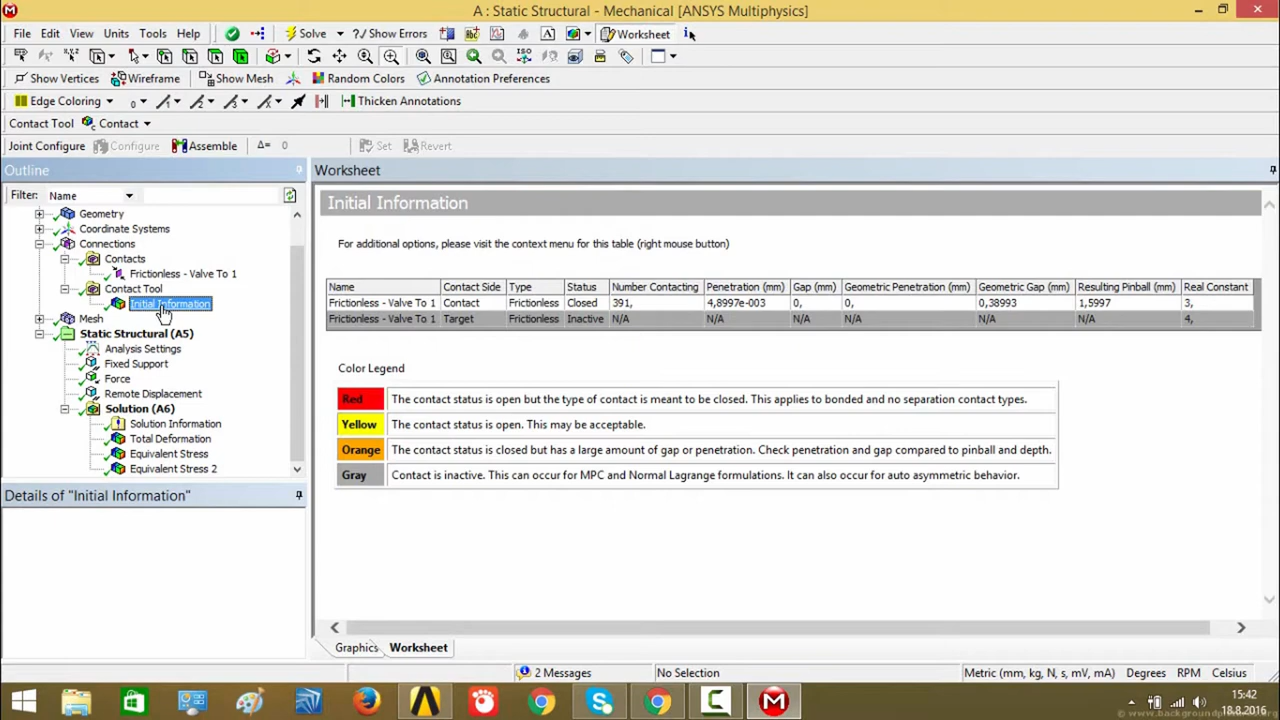 A : Static Structural - Mechanical [ANSYS Multiphysics]
File Edit View Units Tools Help Solve ?/ Show Errors Worksheet
Show Vertices Wireframe Show Mesh Random Colors Annotation Preferences
Edge Coloring Thicken Annotations
Contact Tool Contact
Joint Configure Configure Assemble Δ= 0 Set Revert
Outline
Filter: Name
Geometry
Coordinate Systems
Connections
Contacts
Frictionless - Valve To 1
Contact Tool
Initial Information
Mesh
Static Structural (A5)
Analysis Settings
Fixed Support
Force
Remote Displacement
Solution (A6)
Solution Information
Total Deformation
Equivalent Stress
Equivalent Stress 2
Details of "Initial Information"
Worksheet
Initial Information
For additional options, please visit the context menu for this table (right mouse button)
Name Contact Side Type Status Number Contacting Penetration (mm) Gap (mm) Geometric Penetration (mm) Geometric Gap (mm) Resulting Pinball (mm) Real Constant
Frictionless - Valve To 1 Contact Frictionless Closed 391, 4,8997e-003 0, 0, 0,38993 1,5997 3,
Frictionless - Valve To 1 Target Frictionless Inactive N/A N/A N/A N/A N/A N/A 4,
Color Legend
Red The contact status is open but the type of contact is meant to be closed. This applies to bonded and no separation contact types.
Yellow The contact status is open. This may be acceptable.
Orange The contact status is closed but has a large amount of gap or penetration. Check penetration and gap compared to pinball and depth.
Gray Contact is inactive. This can occur for MPC and Normal Lagrange formulations. It can also occur for auto asymmetric behavior.
Graphics Worksheet
2 Messages No Selection Metric (mm, kg, N, s, mV, mA) Degrees RPM Celsius
15:42
18.8.2016